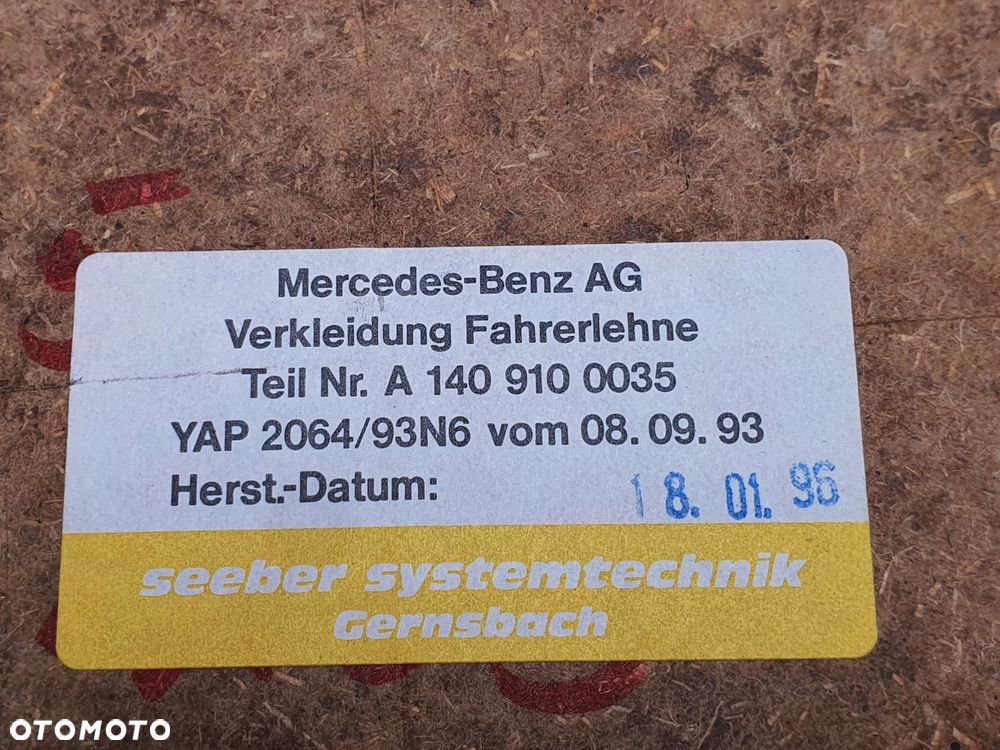 Mercedes-Benz AG
Verkleidung Fahrerlehne
Teil Nr. A 140 910 0035
YAP 2064/93N6 vom 08.09.93
Herst.-Datum: 18.01.96
seeber systemtechnik
Gernsbach
OTOMOTO